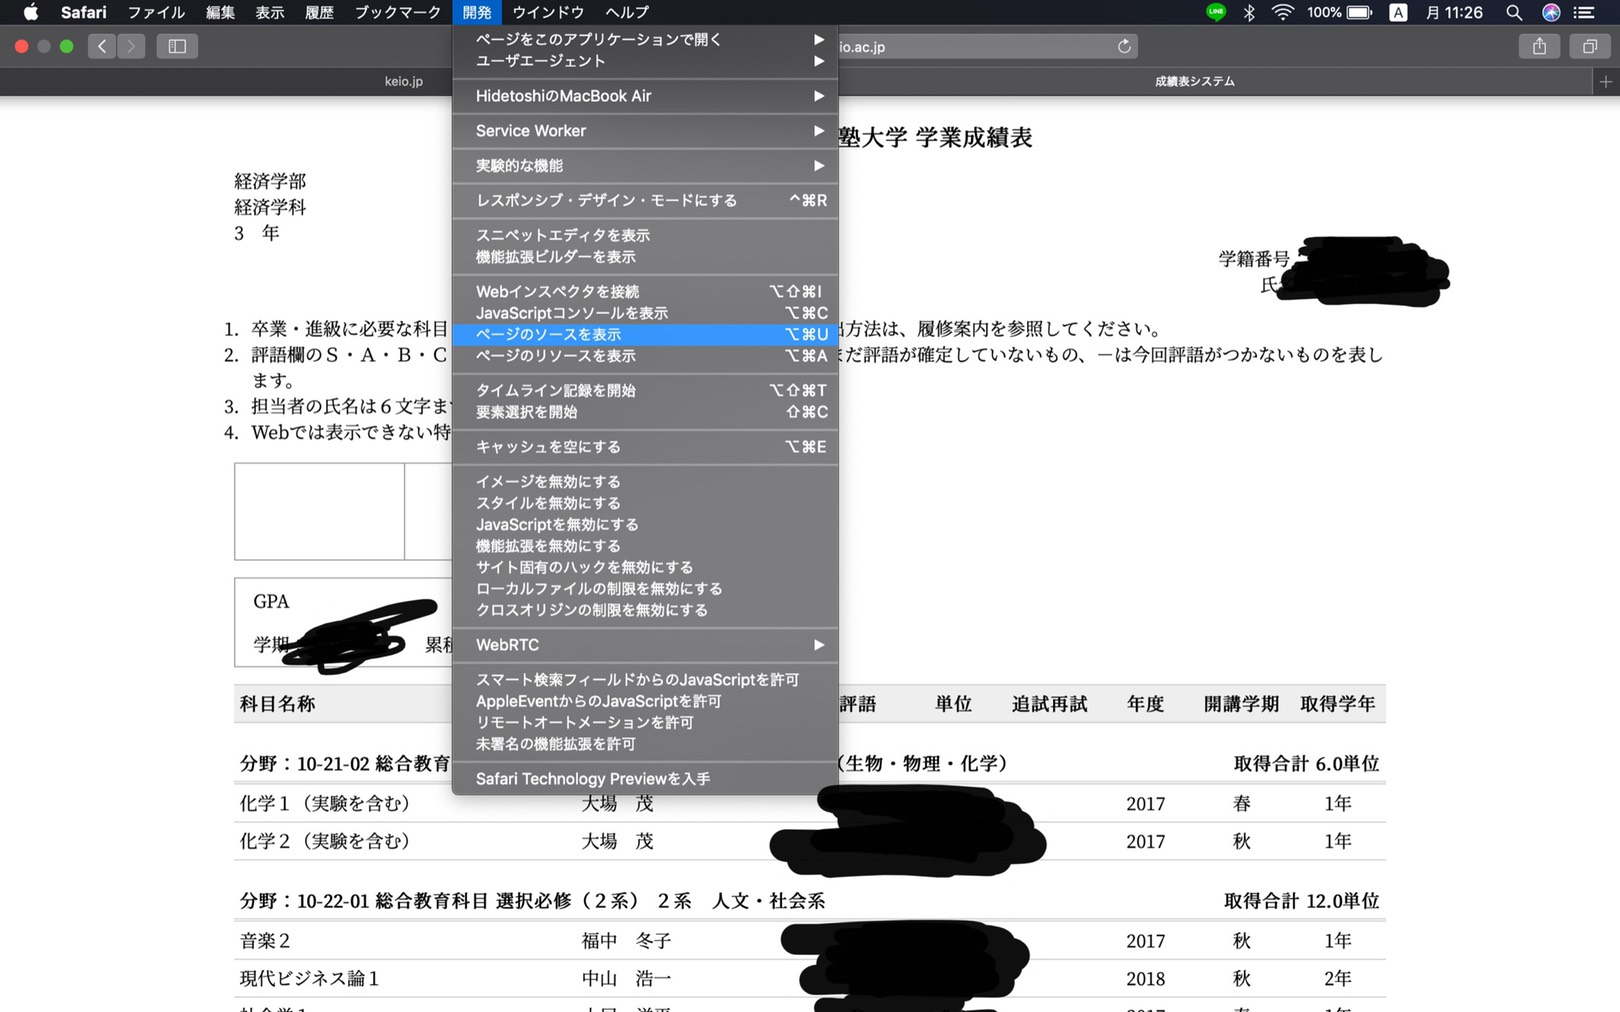 Safari ファイル 編集 表示 履歴 ブックマーク 開発 ウインドウ ヘルプ LINE 100% A 月 11:26
io.ac.jp
keio.jp 成績表システム
ページをこのアプリケーションで開く
ユーザエージェント
HidetoshiのMacBook Air
Service Worker
実験的な機能
レスポンシブ・デザイン・モードにする ^⌘R
スニペットエディタを表示
機能拡張ビルダーを表示
Webインスペクタを接続 ⌥⇧⌘I
JavaScriptコンソールを表示 ⌥⌘C
ページのソースを表示 ⌥⌘U
ページのリソースを表示 ⌥⌘A
タイムライン記録を開始 ⌥⇧⌘T
要素選択を開始 ⇧⌘C
キャッシュを空にする ⌥⌘E
イメージを無効にする
スタイルを無効にする
JavaScriptを無効にする
機能拡張を無効にする
サイト固有のハックを無効にする
ローカルファイルの制限を無効にする
クロスオリジンの制限を無効にする
WebRTC
スマート検索フィールドからのJavaScriptを許可
AppleEventからのJavaScriptを許可
リモートオートメーションを許可
未署名の機能拡張を許可
Safari Technology Previewを入手
塾大学 学業成績表
経済学部
経済学科
3 年
学籍番号
氏
1. 卒業・進級に必要な科目 出方法は、履修案内を参照してください。
2. 評語欄のS・A・B・C まだ評語が確定していないもの、－は今回評語がつかないものを表し
ます。
3. 担当者の氏名は６文字ま
4. Webでは表示できない特
GPA
学期 累積
科目名称 評語 単位 追試再試 年度 開講学期 取得学年
分野：10-21-02 総合教育 （生物・物理・化学） 取得合計 6.0単位
化学１（実験を含む） 大場 茂 2017 春 1年
化学２（実験を含む） 大場 茂 2017 秋 1年
分野：10-22-01 総合教育科目 選択必修（２系） ２系 人文・社会系 取得合計 12.0単位
音楽２ 福中 冬子 2017 秋 1年
現代ビジネス論１ 中山 浩一 2018 秋 2年